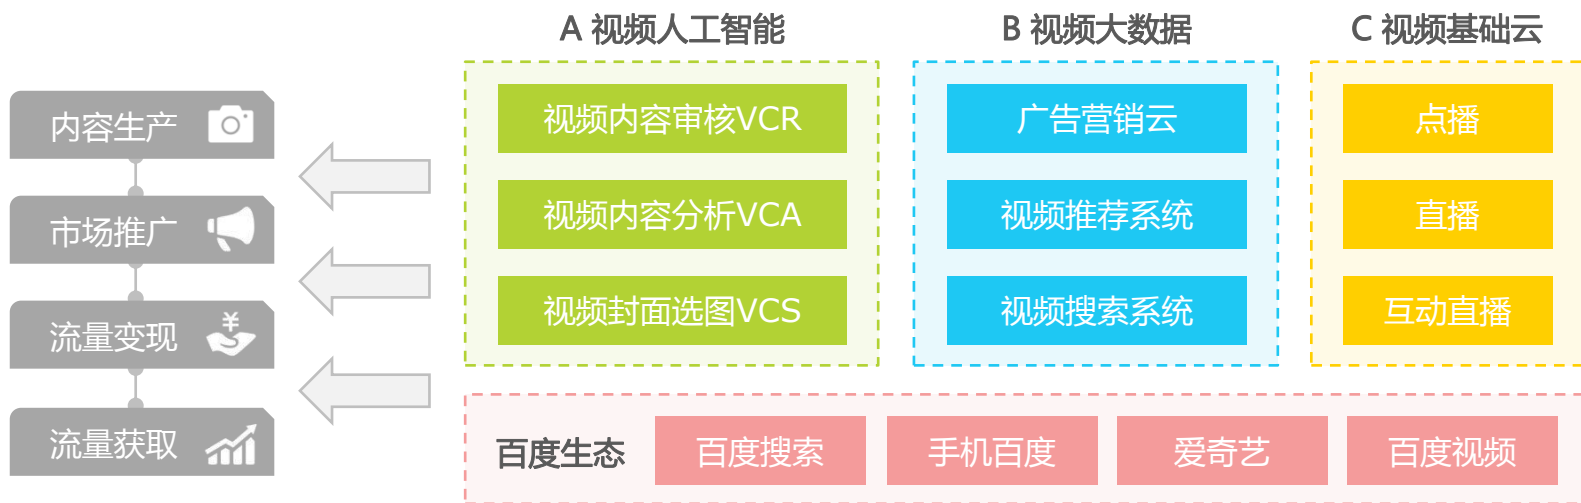 A 视频人工智能
B 视频大数据
C 视频基础云
内容生产
市场推广
流量变现
¥
流量获取
视频内容审核VCR
视频内容分析VCA
视频封面选图VCS
广告营销云
视频推荐系统
视频搜索系统
点播
直播
互动直播
百度生态
百度搜索
手机百度
爱奇艺
百度视频